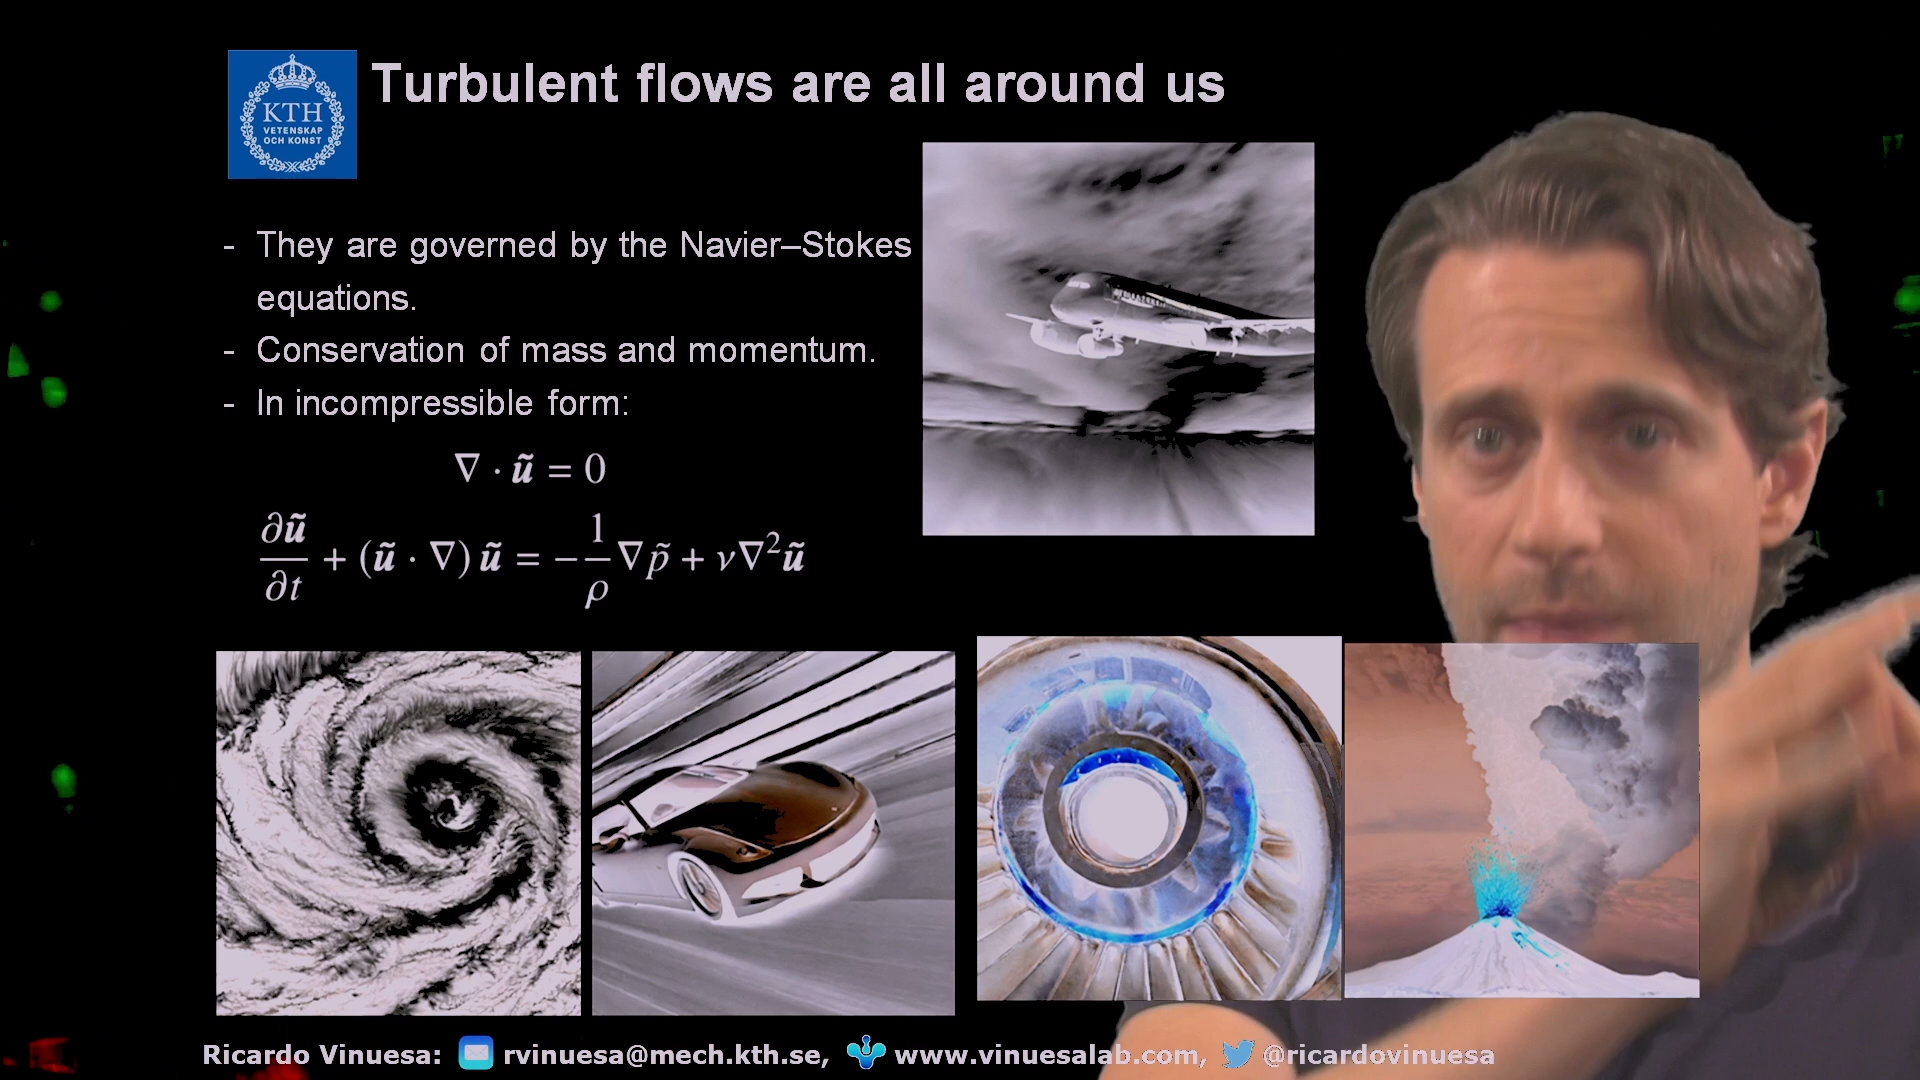 KTH
VETENSKAP
OCH KONST
Turbulent flows are all around us
- They are governed by the Navier–Stokes
equations.
- Conservation of mass and momentum.
- In incompressible form:
∇ · ũ = 0
∂ũ/∂t + (ũ · ∇) ũ = −1/ρ ∇p̃ + ν∇²ũ
Ricardo Vinuesa: rvinuesa@mech.kth.se, www.vinuesalab.com, @ricardovinuesa